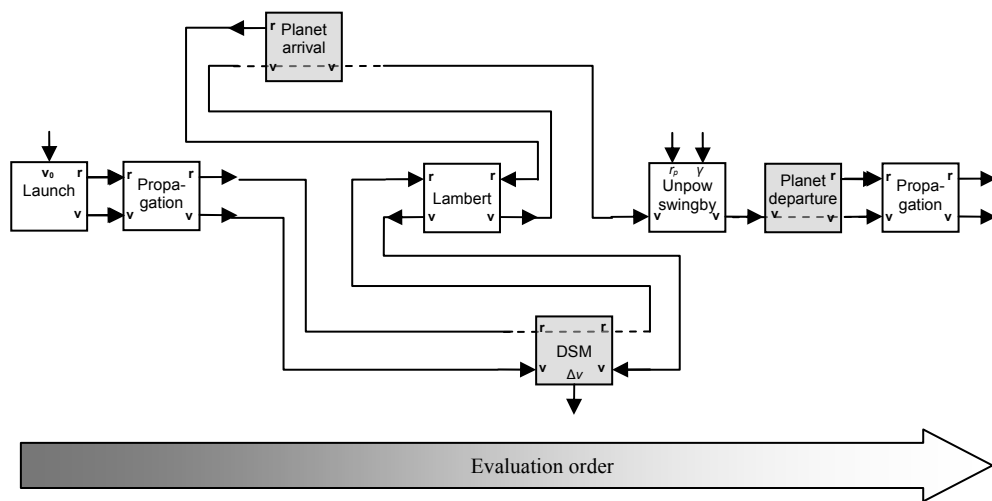 r
Planet
arrival
v v
v₀ r
Launch
v
r r
Propa-
gation
v v
r r
Lambert
v v
rₚ γ
Unpow
swingby
v v
r
Planet
departure
v v
r r
Propa-
gation
v v
r r
DSM
v v
Δv
Evaluation order